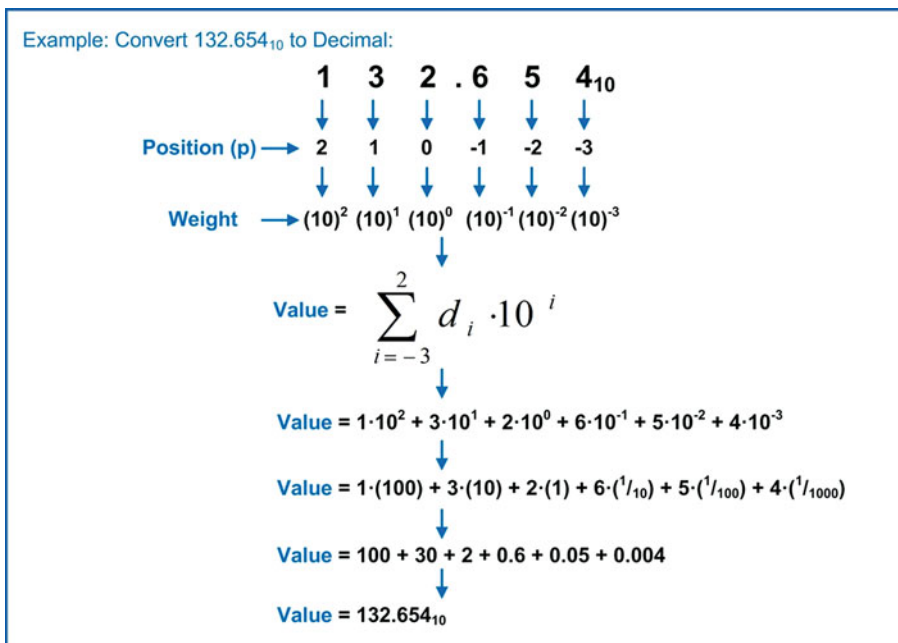 Example: Convert 132.654₁₀ to Decimal:
1 3 2 . 6 5 4₁₀
Position (p) 2 1 0 -1 -2 -3
Weight (10)² (10)¹ (10)⁰ (10)⁻¹ (10)⁻² (10)⁻³
2
Value = ∑ dᵢ ·10ⁱ
i = −3
Value = 1·10² + 3·10¹ + 2·10⁰ + 6·10⁻¹ + 5·10⁻² + 4·10⁻³
Value = 1·(100) + 3·(10) + 2·(1) + 6·(¹/₁₀) + 5·(¹/₁₀₀) + 4·(¹/₁₀₀₀)
Value = 100 + 30 + 2 + 0.6 + 0.05 + 0.004
Value = 132.654₁₀